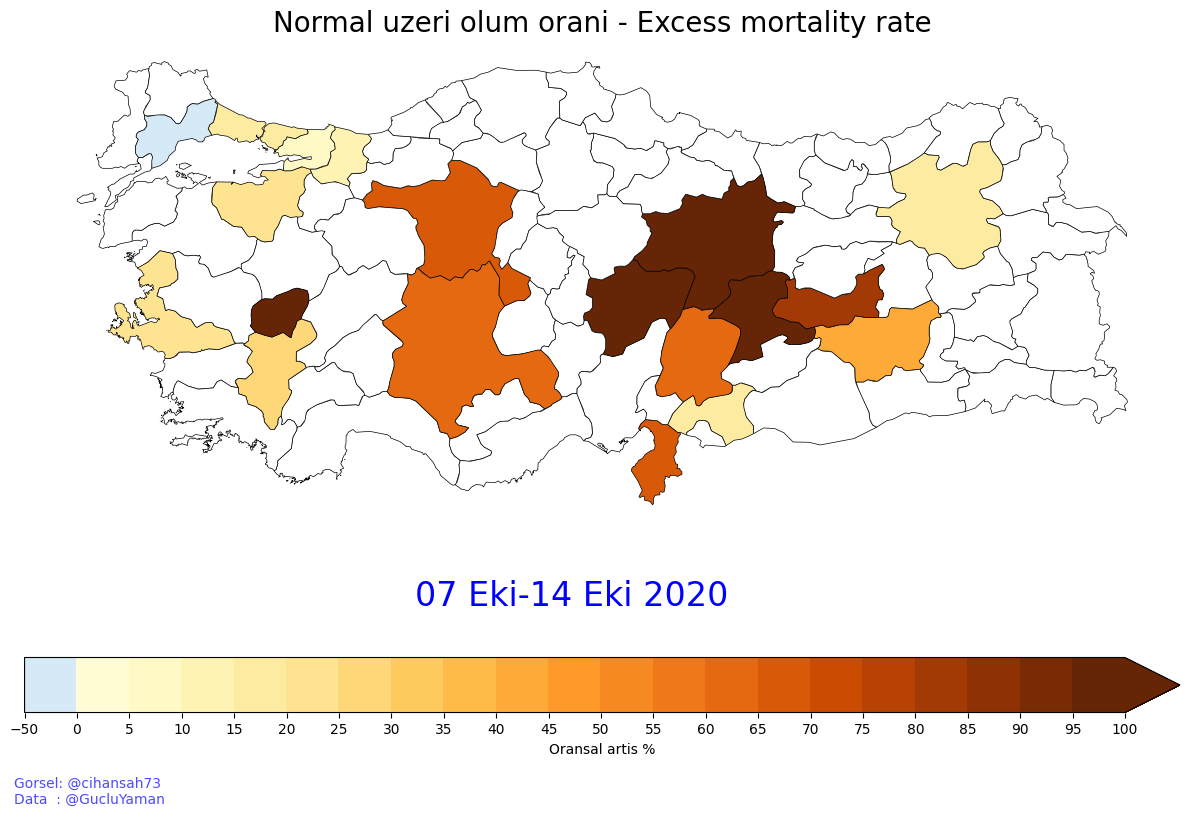 Normal uzeri olum orani - Excess mortality rate
07 Eki-14 Eki 2020
−50 0 5 10 15 20 25 30 35 40 45 50 55 60 65 70 75 80 85 90 95 100
Oransal artis %
Gorsel: @cihansah73
Data : @GucluYaman